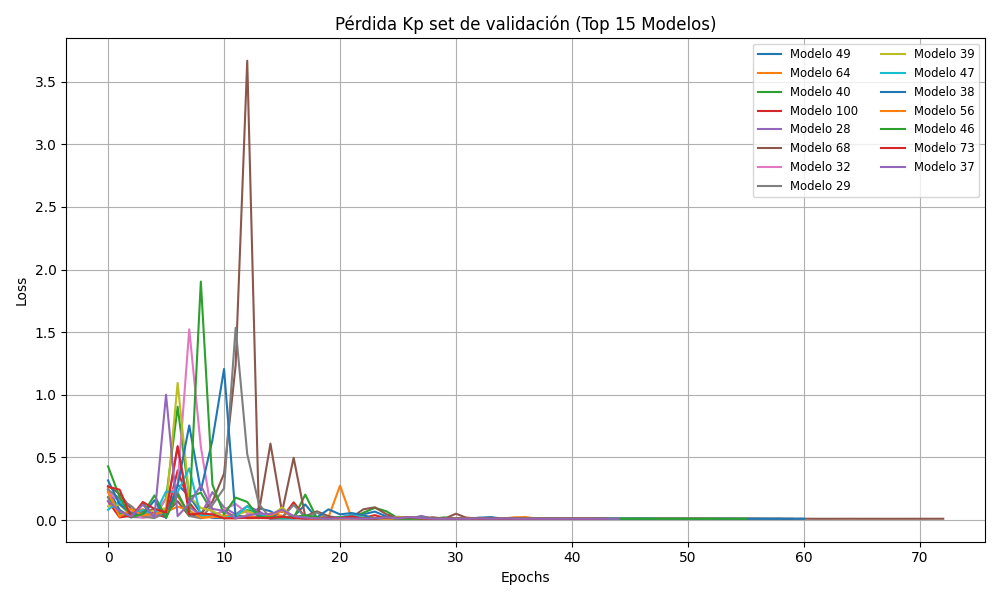 Pérdida Kp set de validación (Top 15 Modelos)
Loss
3.5
3.0
2.5
2.0
1.5
1.0
0.5
0.0
Modelo 49
Modelo 64
Modelo 40
Modelo 100
Modelo 28
Modelo 68
Modelo 32
Modelo 29
Modelo 39
Modelo 47
Modelo 38
Modelo 56
Modelo 46
Modelo 73
Modelo 37
0 10 20 30 40 50 60 70
Epochs